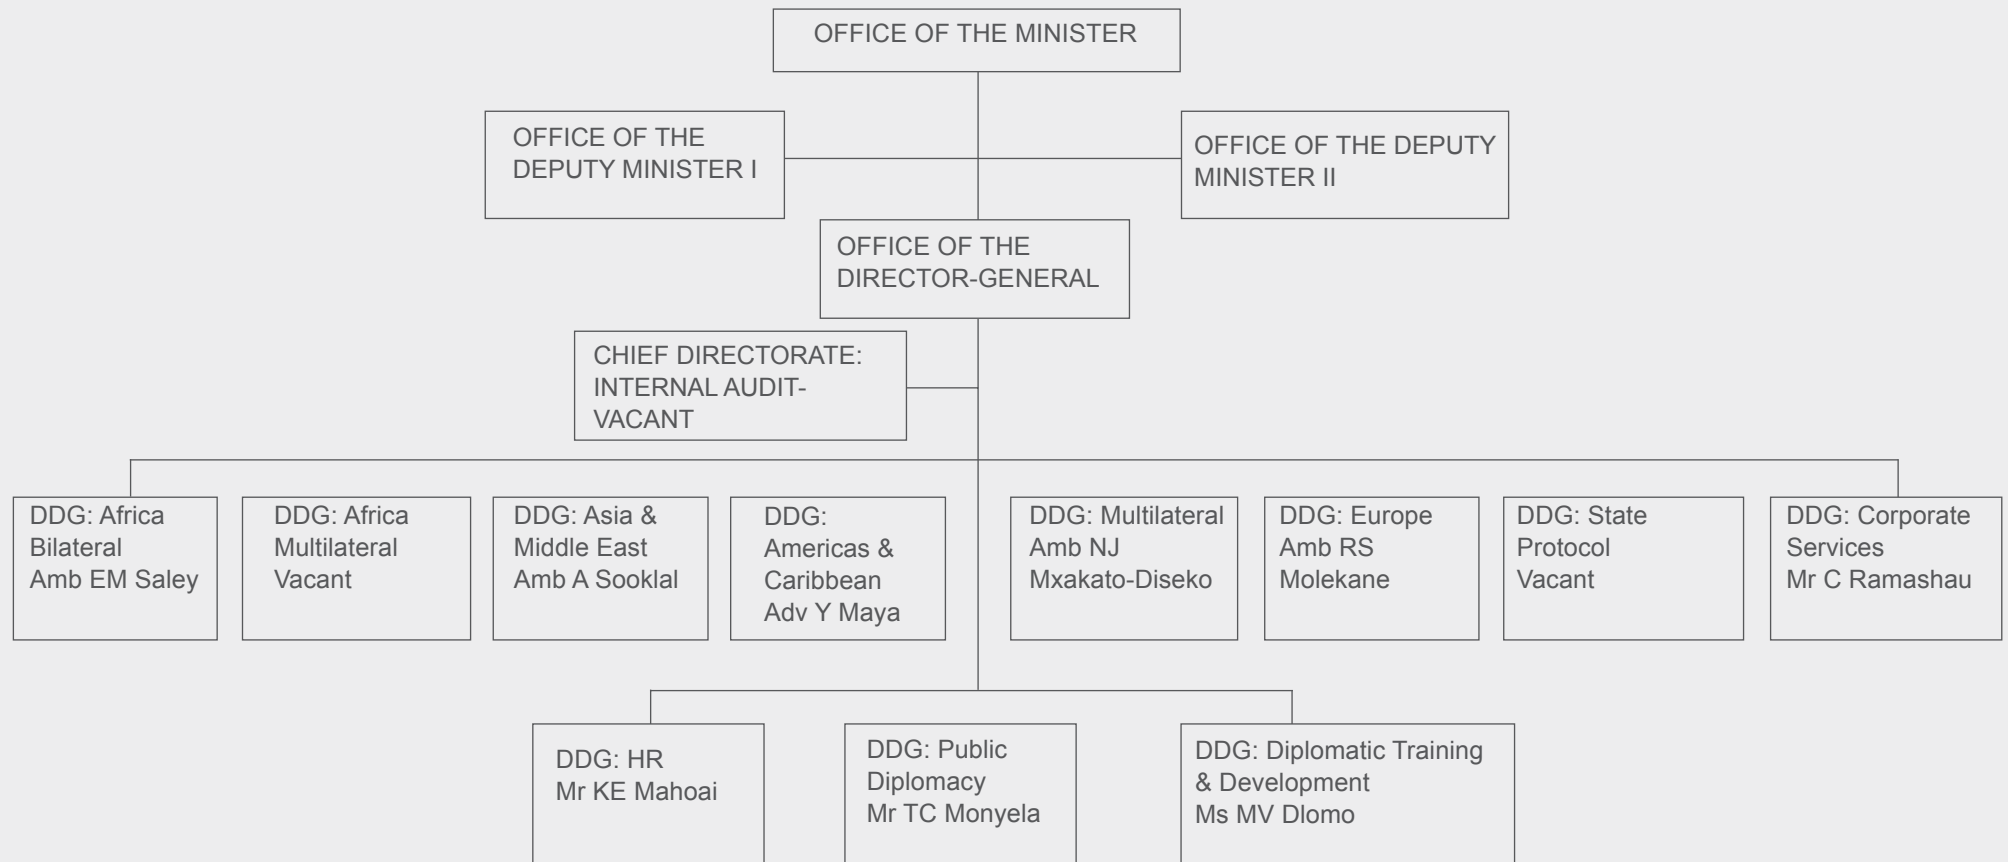 OFFICE OF THE MINISTER
OFFICE OF THE
DEPUTY MINISTER I
OFFICE OF THE DEPUTY
MINISTER II
OFFICE OF THE
DIRECTOR-GENERAL
CHIEF DIRECTORATE:
INTERNAL AUDIT-
VACANT
DDG: Africa
Bilateral
Amb EM Saley
DDG: Africa
Multilateral
Vacant
DDG: Asia &
Middle East
Amb A Sooklal
DDG:
Americas &
Caribbean
Adv Y Maya
DDG: Multilateral
Amb NJ
Mxakato-Diseko
DDG: Europe
Amb RS
Molekane
DDG: State
Protocol
Vacant
DDG: Corporate
Services
Mr C Ramashau
DDG: HR
Mr KE Mahoai
DDG: Public
Diplomacy
Mr TC Monyela
DDG: Diplomatic Training
& Development
Ms MV Dlomo